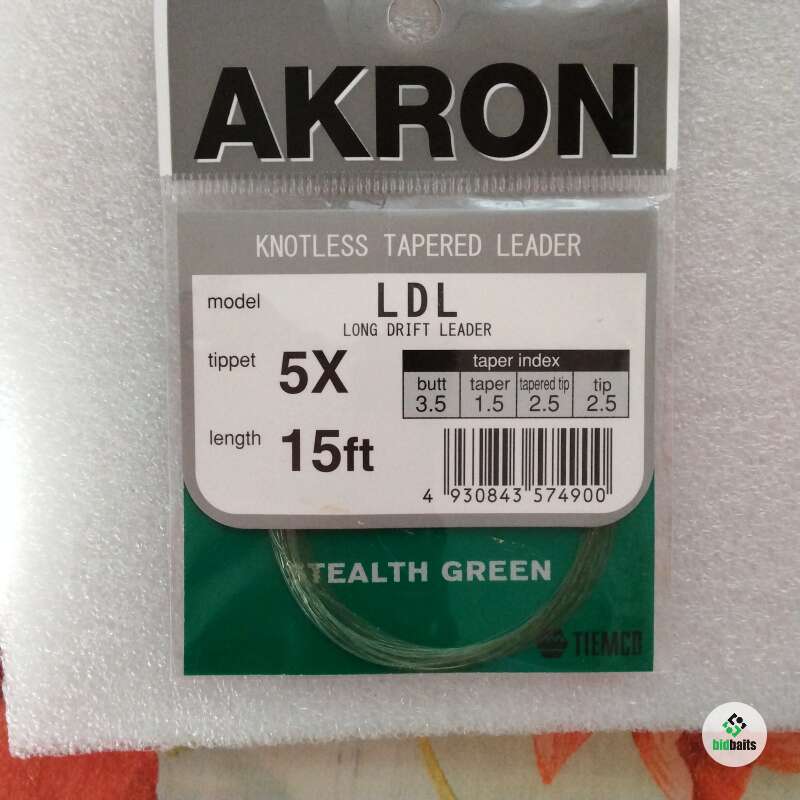 AKRON
KNOTLESS TAPERED LEADER
model LDL
LONG DRIFT LEADER
tippet 5X
taper index
butt taper tapered tip tip
3.5 1.5 2.5 2.5
length 15ft
4 930843 574900
STEALTH GREEN
TIEMCO
bidbaits